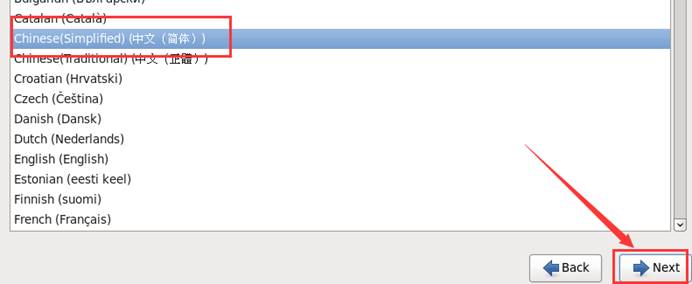 Bulgarian (Български)
Catalan (Català)
Chinese(Simplified) (中文（简体）)
Chinese(Traditional) (中文（正體）)
Croatian (Hrvatski)
Czech (Čeština)
Danish (Dansk)
Dutch (Nederlands)
English (English)
Estonian (eesti keel)
Finnish (suomi)
French (Français)
Back
Next